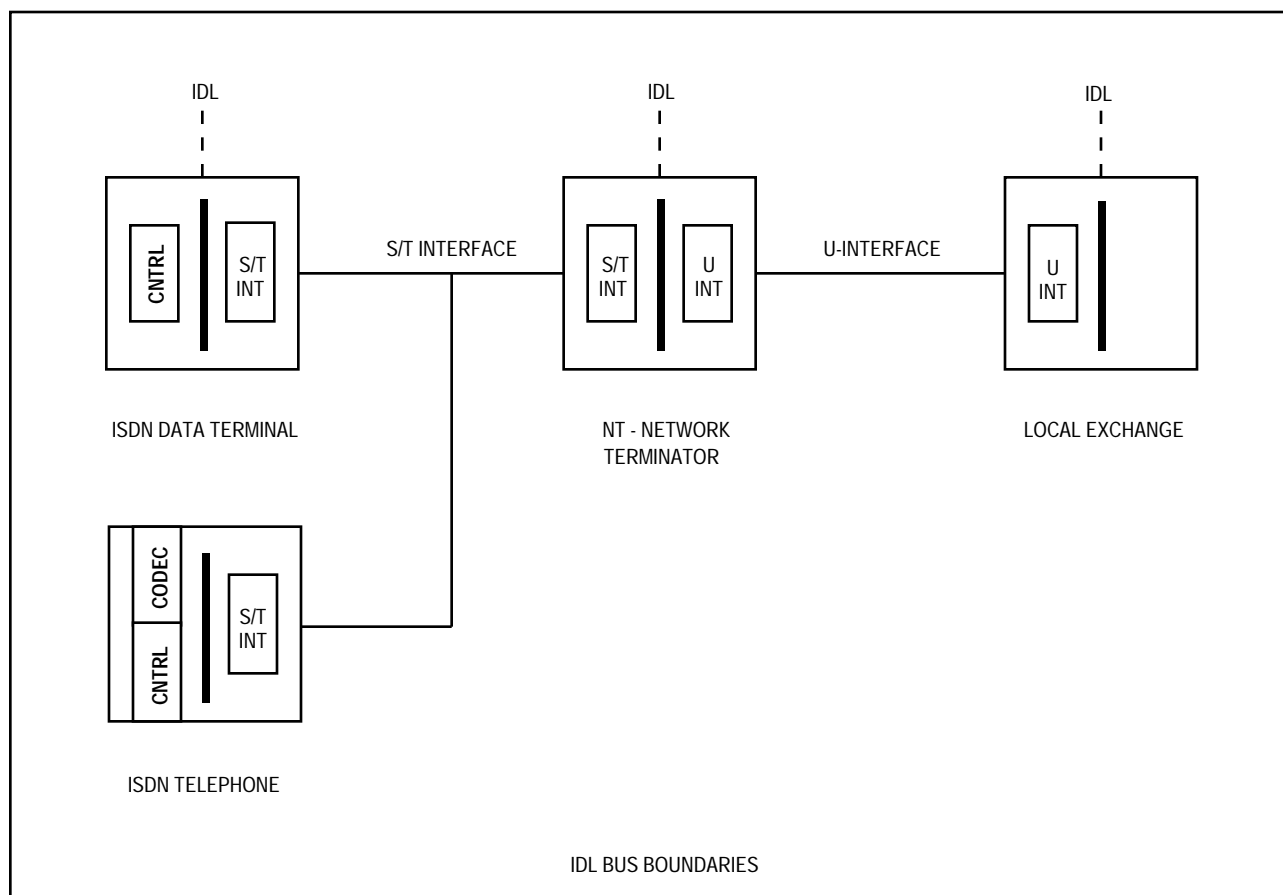 IDL
IDL
IDL
CNTRL
S/T
INT
S/T INTERFACE
S/T
INT
U
INT
U-INTERFACE
U
INT
ISDN DATA TERMINAL
NT - NETWORK
TERMINATOR
LOCAL EXCHANGE
CODEC
CNTRL
S/T
INT
ISDN TELEPHONE
IDL BUS BOUNDARIES